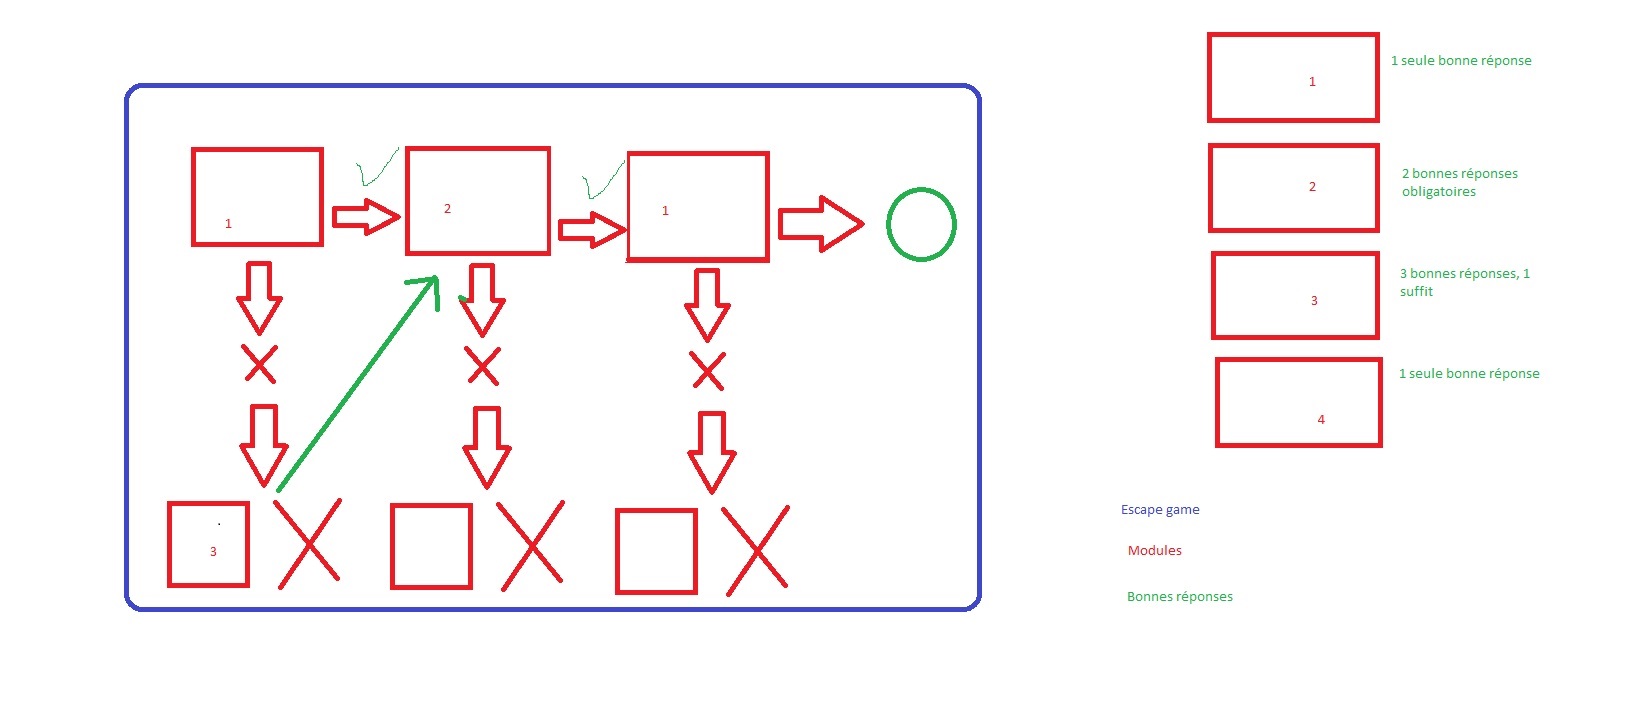 1
2
1
3
1
1 seule bonne réponse
2
2 bonnes réponses
obligatoires
3
3 bonnes réponses, 1
suffit
4
1 seule bonne réponse
Escape game
Modules
Bonnes réponses